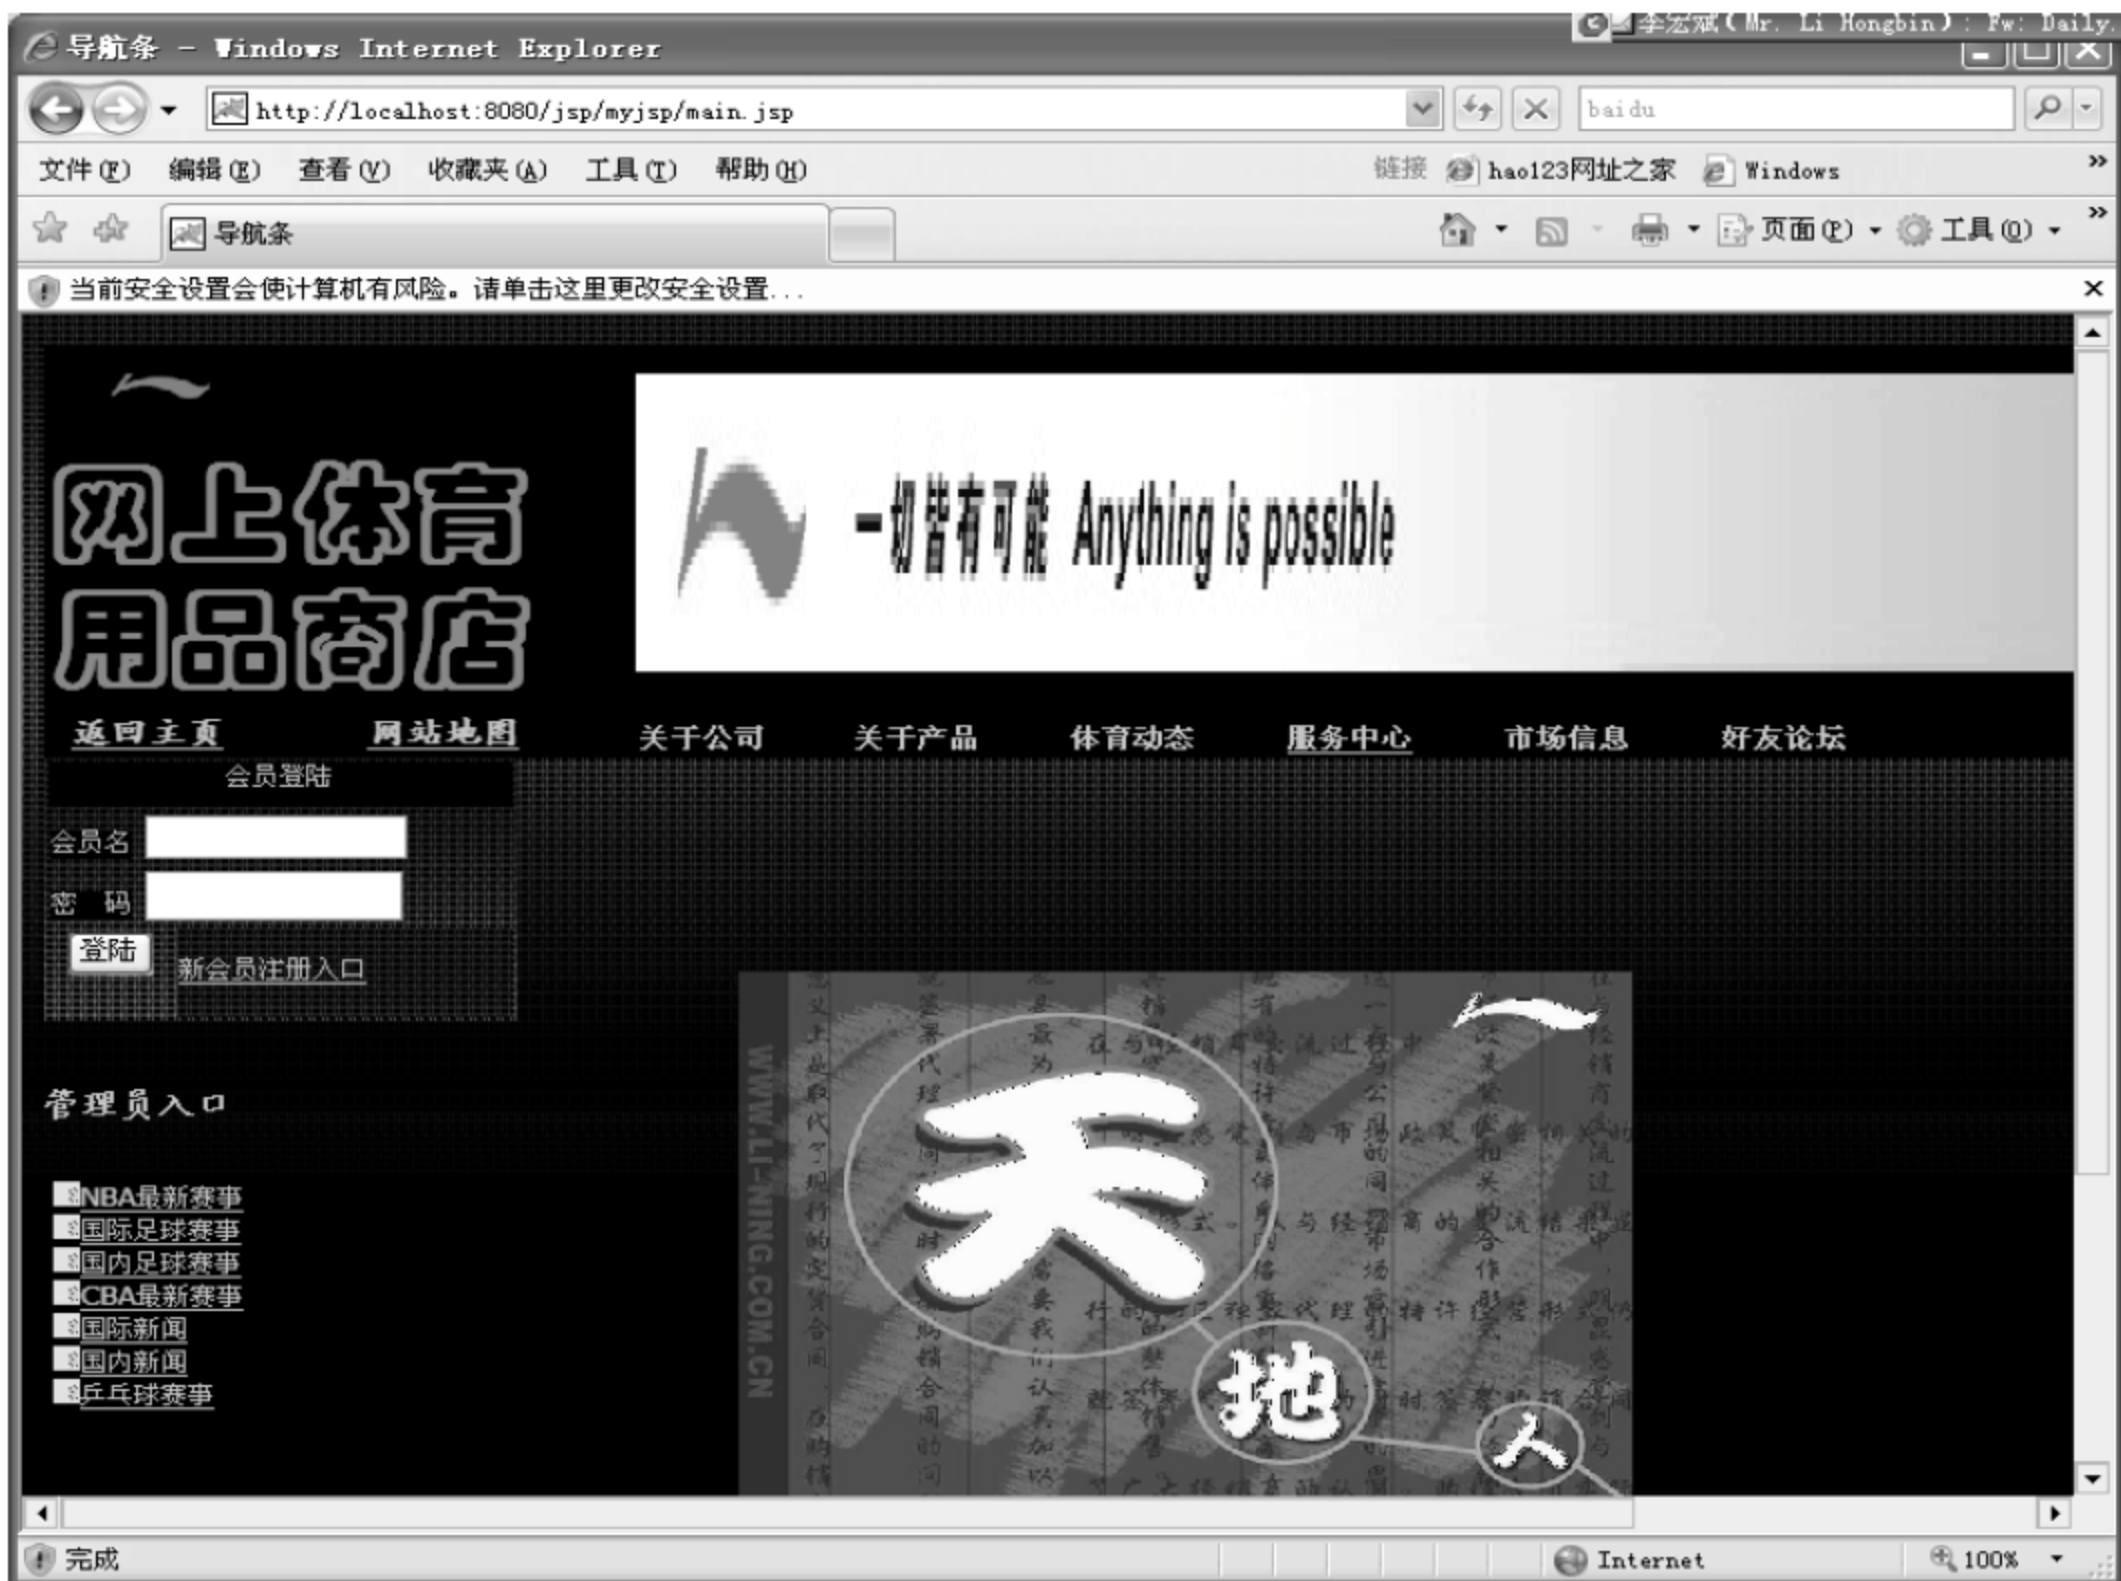 李宏斌(Mr. Li Hongbin): Fw: Daily.
导航条 - Windows Internet Explorer
http://localhost:8080/jsp/myjsp/main.jsp
baidu
文件(F) 编辑(E) 查看(V) 收藏夹(A) 工具(T) 帮助(H) 链接 hao123网址之家 Windows »
导航条 页面(P) 工具(O) »
当前安全设置会使计算机有风险。请单击这里更改安全设置...
网上体育
用品商店
一切皆有可能 Anything is possible
返回主页 网站地图 关于公司 关于产品 体育动态 服务中心 市场信息 好友论坛
会员登陆
会员名
密 码
登陆 新会员注册入口
管理员入口
NBA最新赛事
国际足球赛事
国内足球赛事
CBA最新赛事
国际新闻
国内新闻
乒乓球赛事
WWW.LI-NING.COM.CN
天
地
人
完成 Internet 100%